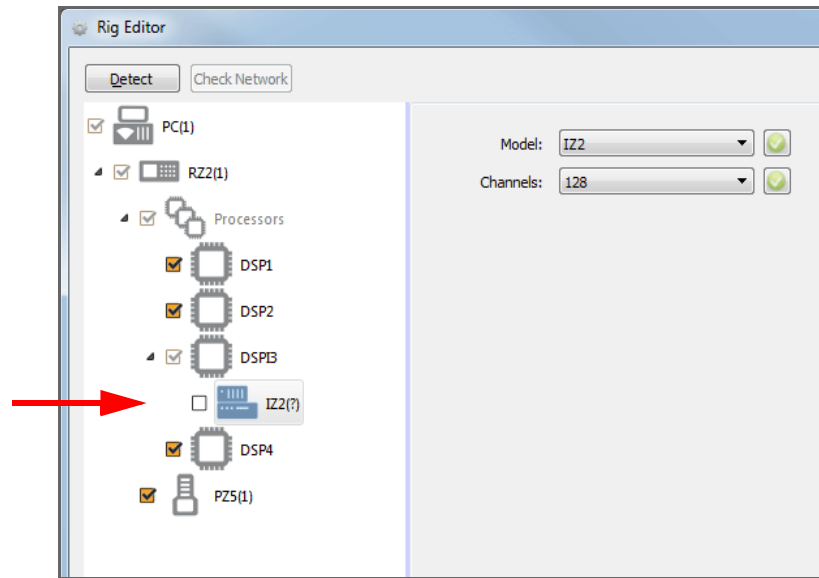 Rig Editor
Detect
Check Network
PC(1)
RZ2(1)
Processors
DSP1
DSP2
DSPI3
IZ2(?)
DSP4
PZ5(1)
Model: IZ2
Channels: 128